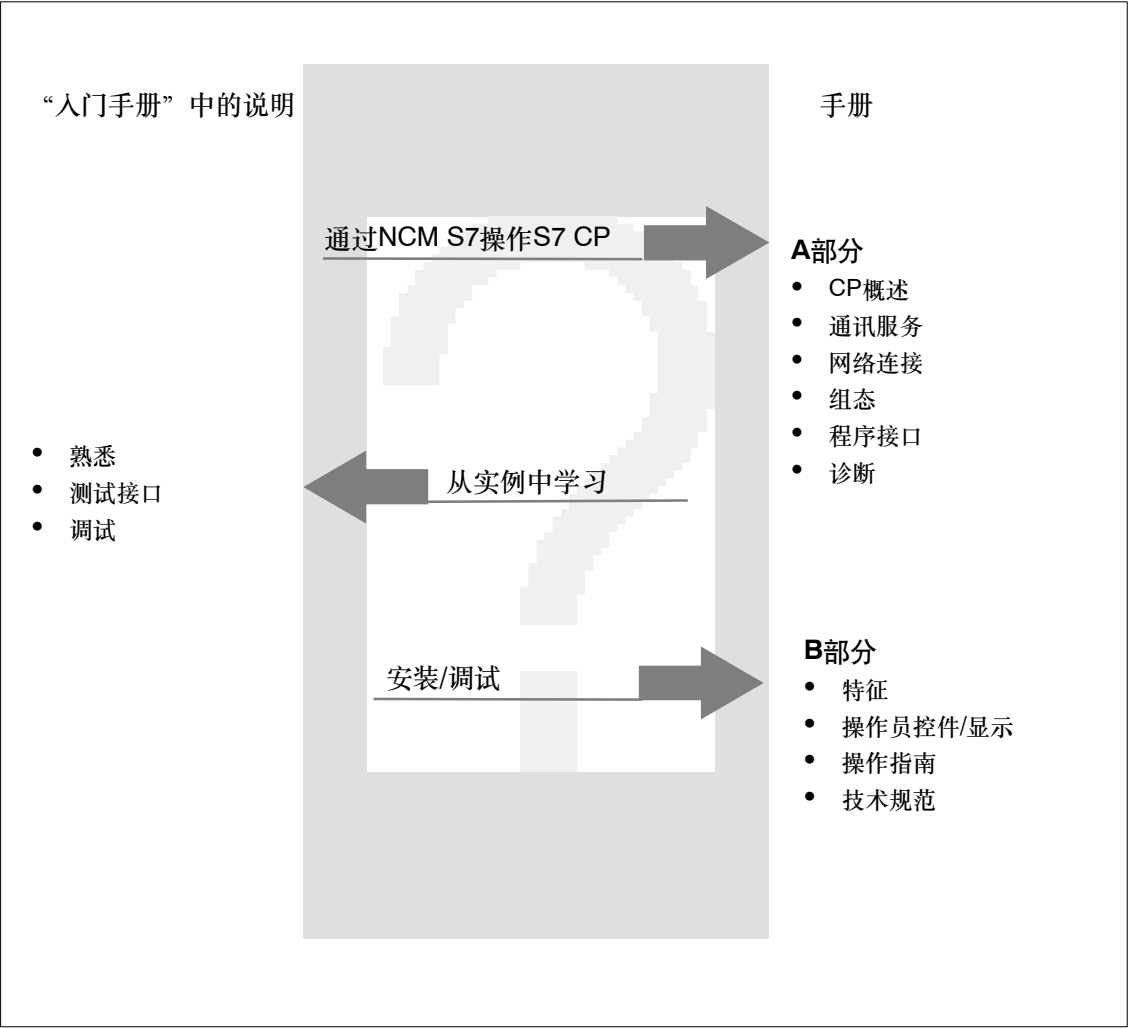 “入门手册”中的说明
手册
通过NCM S7操作S7 CP
A部分
• CP概述
• 通讯服务
• 网络连接
• 组态
• 程序接口
• 诊断
• 熟悉
• 测试接口
• 调试
从实例中学习
安装/调试
B部分
• 特征
• 操作员控件/显示
• 操作指南
• 技术规范